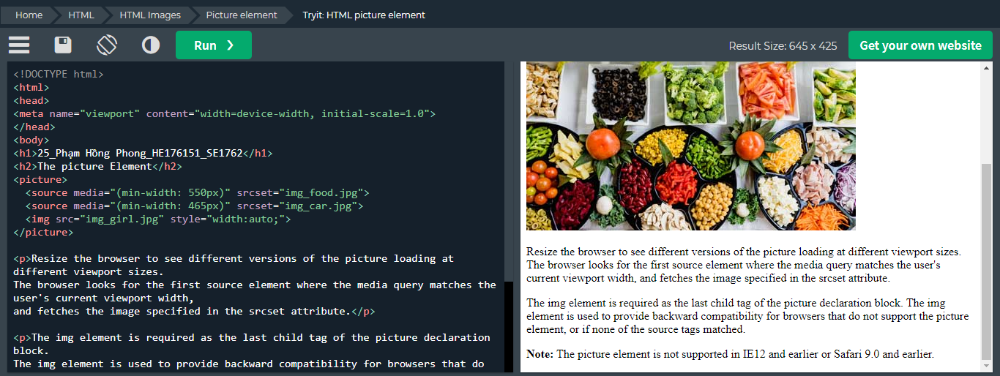 Home HTML HTML Images Picture element Tryit: HTML picture element
Run ❯ Result Size: 645 x 425 Get your own website
<!DOCTYPE html>
<html>
<head>
<meta name="viewport" content="width=device-width, initial-scale=1.0">
</head>
<body>
<h1>25_Phạm Hồng Phong_HE176151_SE1762</h1>
<h2>The picture Element</h2>
<picture>
  <source media="(min-width: 550px)" srcset="img_food.jpg">
  <source media="(min-width: 465px)" srcset="img_car.jpg">
  <img src="img_girl.jpg" style="width:auto;">
</picture>
<p>Resize the browser to see different versions of the picture loading at
different viewport sizes.
The browser looks for the first source element where the media query matches the
user's current viewport width,
and fetches the image specified in the srcset attribute.</p>
<p>The img element is required as the last child tag of the picture declaration
block.
The img element is used to provide backward compatibility for browsers that do
Resize the browser to see different versions of the picture loading at different viewport sizes.
The browser looks for the first source element where the media query matches the user's
current viewport width, and fetches the image specified in the srcset attribute.
The img element is required as the last child tag of the picture declaration block. The img
element is used to provide backward compatibility for browsers that do not support the picture
element, or if none of the source tags matched.
Note: The picture element is not supported in IE12 and earlier or Safari 9.0 and earlier.